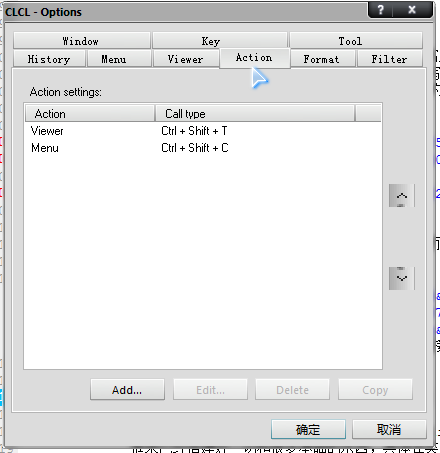 CLCL - Options
Window Key Tool
History Menu Viewer Action Format Filter
Action settings:
Action Call type
Viewer Ctrl + Shift + T
Menu Ctrl + Shift + C
Add... Edit... Delete Copy
确定 取消